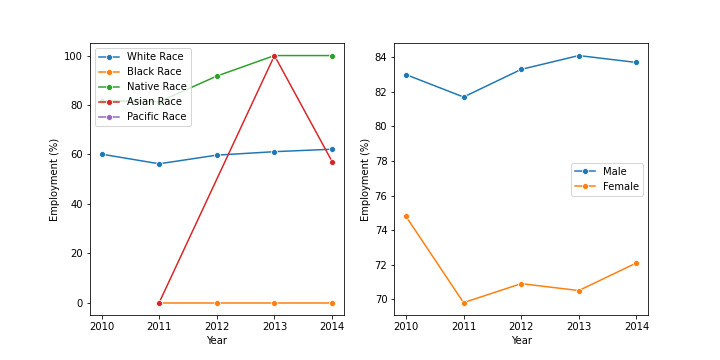 100
80
60
40
20
0
Employment (%)
White Race
Black Race
Native Race
Asian Race
Pacific Race
2010 2011 2012 2013 2014
Year
84
82
80
78
76
74
72
70
Employment (%)
Male
Female
2010 2011 2012 2013 2014
Year